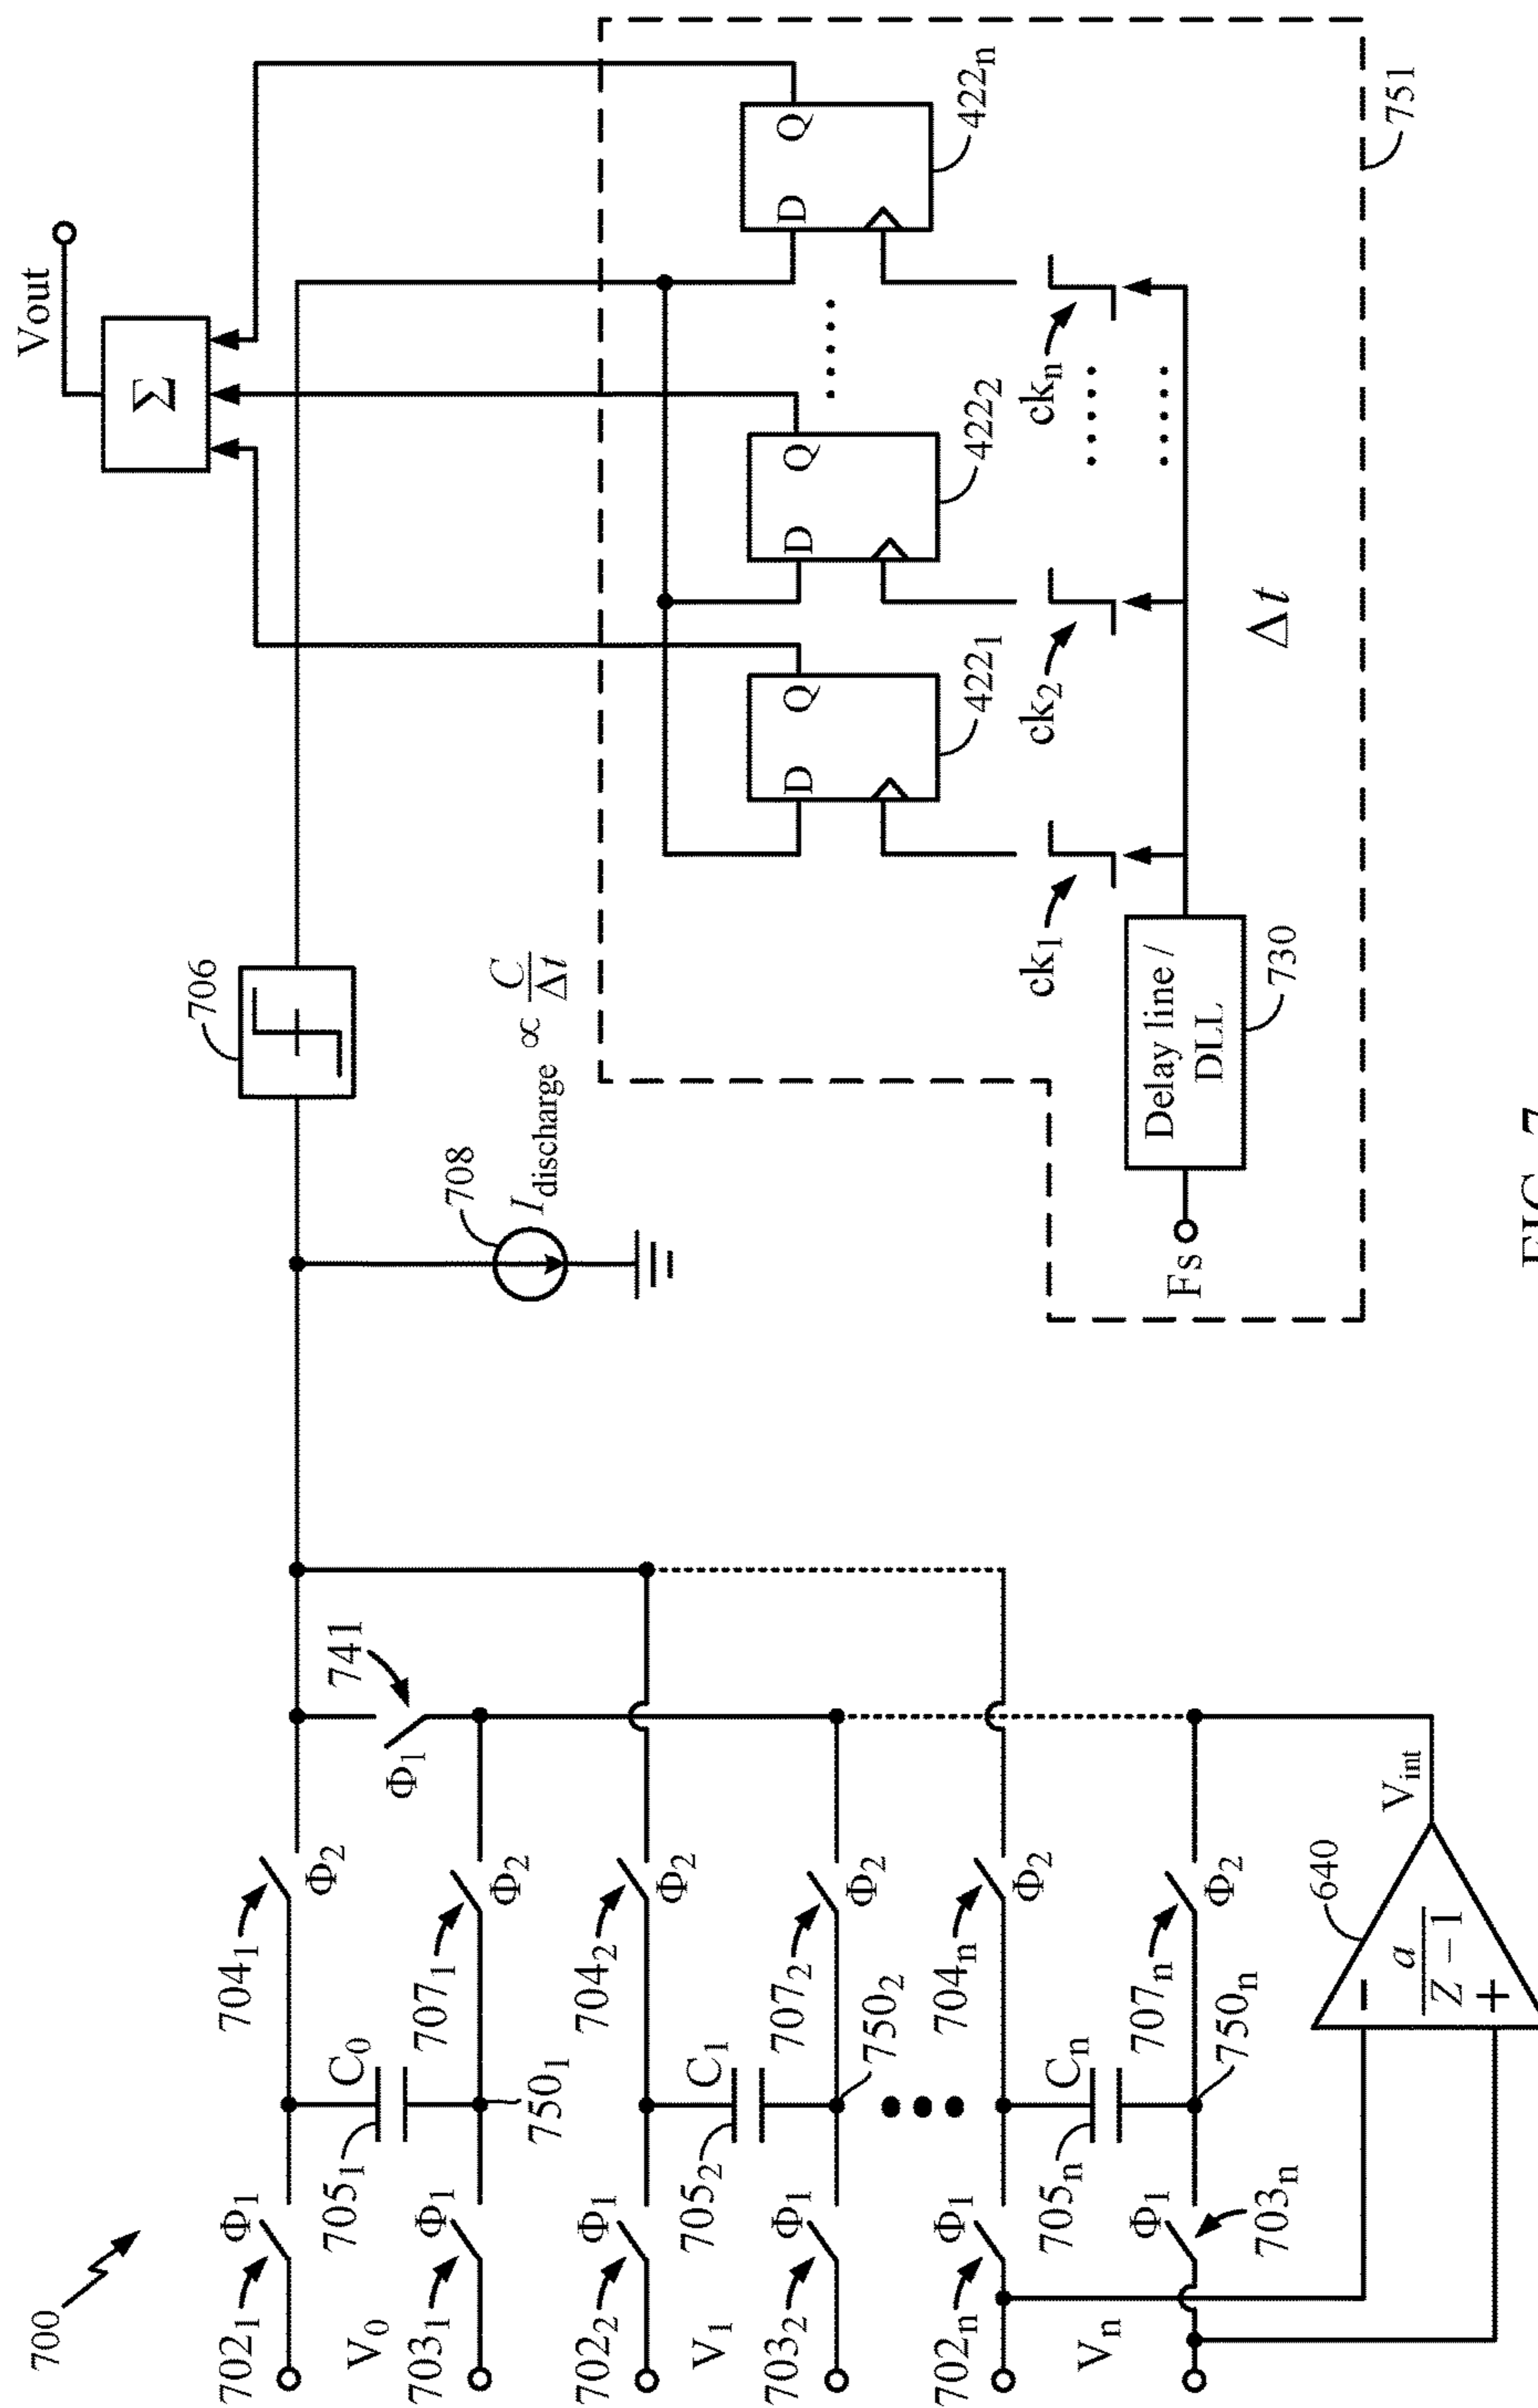 700
702₁
Φ₁
704₁
Φ₂
741
Φ₁
706
Σ
Vout
V₀
705₁
C₀
708
I_discharge ∝ C/Δt
703₁
Φ₁
750₁
707₁
Φ₂
702₂
Φ₁
704₂
Φ₂
V₁
705₂
C₁
703₂
Φ₁
750₂
707₂
Φ₂
D
Q
422₁
D
Q
422₂
D
Q
422ₙ
702ₙ
Φ₁
704ₙ
Φ₂
ck₁
ck₂
ckₙ
Vₙ
705ₙ
Cₙ
703ₙ
Φ₁
750ₙ
707ₙ
Φ₂
Fs
Delay line /
DLL
730
Δt
751
a/(Z − 1)
−
+
640
V_int
FIG. 7